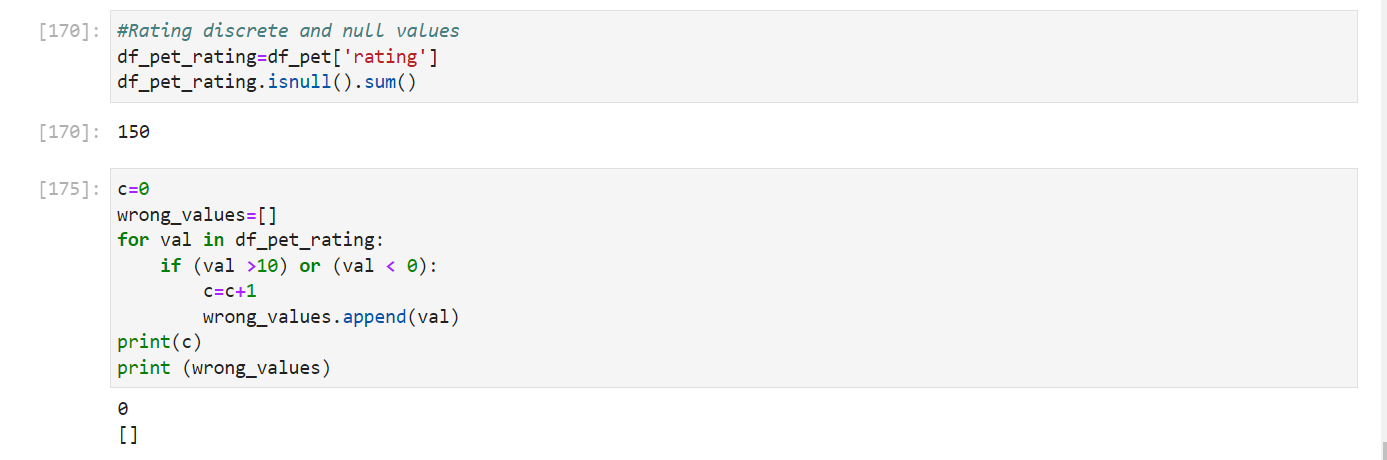 [170]: #Rating discrete and null values
df_pet_rating=df_pet['rating']
df_pet_rating.isnull().sum()
[170]: 150
[175]: c=0
wrong_values=[]
for val in df_pet_rating:
    if (val >10) or (val < 0):
        c=c+1
        wrong_values.append(val)
print(c)
print (wrong_values)
0
[]